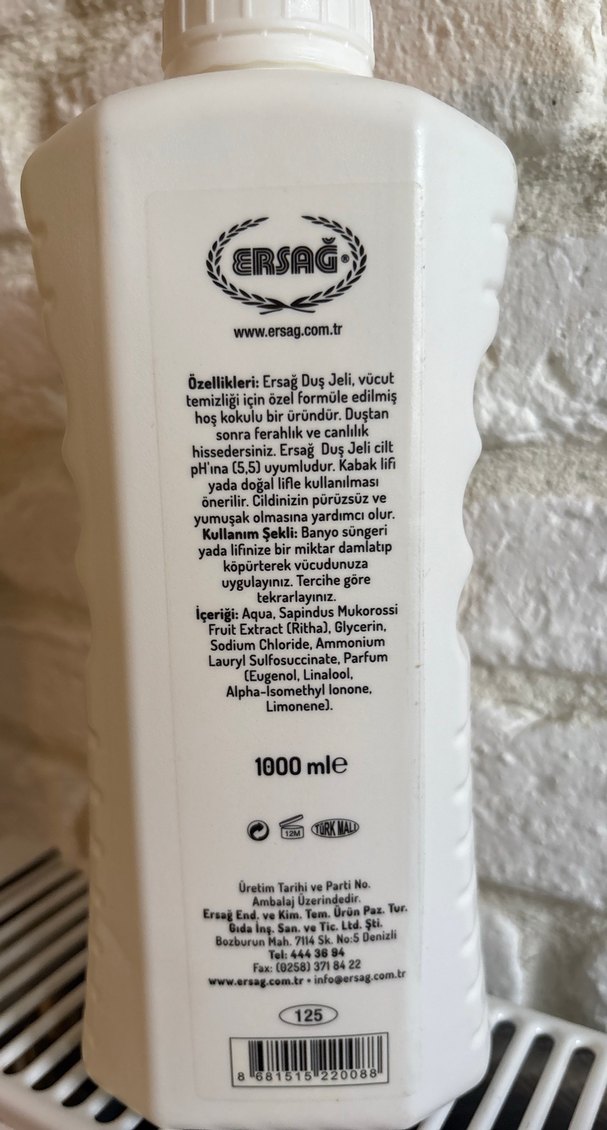 ERSAĞ®
www.ersag.com.tr
Özellikleri: Ersağ Duş Jeli, vücut
temizliği için özel formüle edilmiş
hoş kokulu bir üründür. Duştan
sonra ferahlık ve canlılık
hissedersiniz. Ersağ Duş Jeli cilt
pH'ına (5,5) uyumludur. Kabak lifi
yada doğal lifle kullanılması
önerilir. Cildinizin pürüzsüz ve
yumuşak olmasına yardımcı olur.
Kullanım Şekli: Banyo süngeri
yada lifinize bir miktar damlatıp
köpürterek vücudunuza
uygulayınız. Tercihe göre
tekrarlayınız.
İçeriği: Aqua, Sapindus Mukorossi
Fruit Extract (Ritha), Glycerin,
Sodium Chloride, Ammonium
Lauryl Sulfosuccinate, Parfum
(Eugenol, Linalool,
Alpha-Isomethyl Ionone,
Limonene).
1000 ml℮
12M TÜRK MALI
Üretim Tarihi ve Parti No.
Ambalaj Üzerindedir.
Ersağ End. ve Kim. Tem. Ürün Paz. Tur.
Gıda İnş. San. ve Tic. Ltd. Şti.
Bozburun Mah. 7114 Sk. No:5 Denizli
Tel: 444 36 94
Fax: (0258) 371 84 22
www.ersag.com.tr • info@ersag.com.tr
125
8 681515 220088